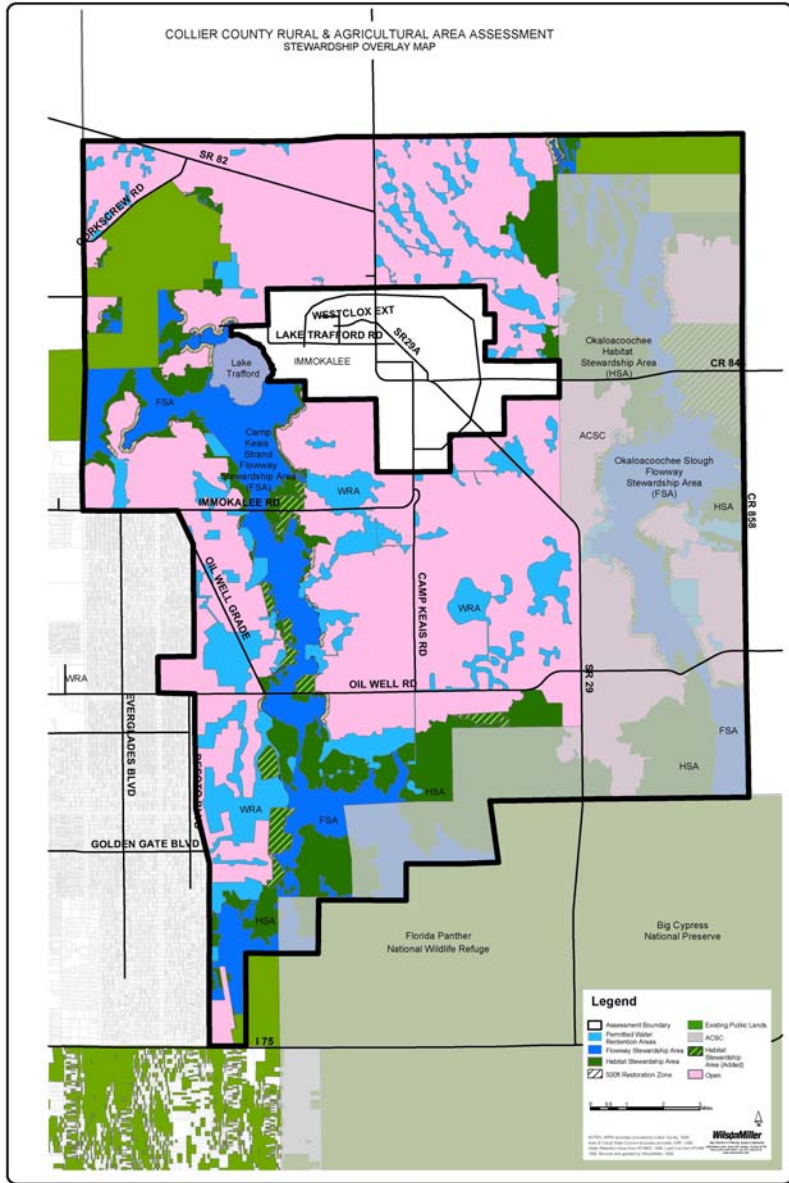 COLLIER COUNTY RURAL & AGRICULTURAL AREA ASSESSMENT
STEWARDSHIP OVERLAY MAP
SR 82
CORKSCREW RD
WESTCLOX EXT
LAKE TRAFFORD RD
SR29A
IMMOKALEE
Lake
Trafford
Okaloacoochee
Habitat
Stewardship Area
(HSA)
CR 846
FSA
Camp
Keais
Strand
Flowway
Stewardship Area
(FSA)
ACSC
Okaloacoochee Slough
Flowway
Stewardship Area
(FSA)
WRA
HSA
IMMOKALEE RD
CR 858
OIL WELL GRADE
CAMP KEAIS RD
WRA
SR 29
WRA
OIL WELL RD
EVERGLADES BLVD
DESOTO BLVD
FSA
HSA
HSA
WRA
FSA
GOLDEN GATE BLVD
HSA
Florida Panther
National Wildlife Refuge
Big Cypress
National Preserve
I 75
Legend
Assessment Boundary
Permitted Water
Rentention Areas
Flowway Stewardship Area
Habitat Stewardship Area
500ft Restoration Zone
Existing Public Lands
ACSC
Habitat
Stewardship
Area (Added)
Open
Miles
WilsonMiller